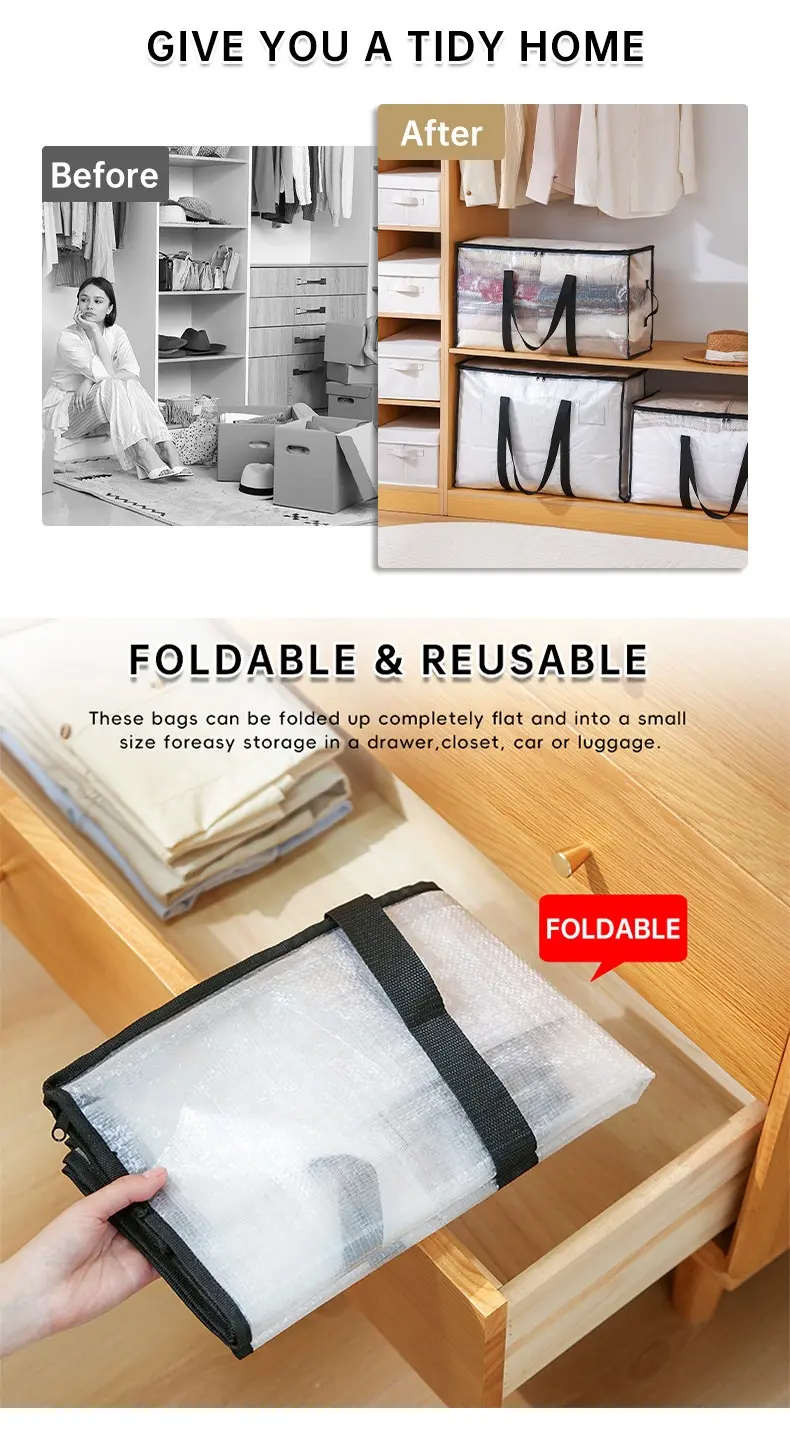 GIVE YOU A TIDY HOME
Before
After
FOLDABLE & REUSABLE
These bags can be folded up completely flat and into a small
size foreasy storage in a drawer,closet, car or luggage.
FOLDABLE